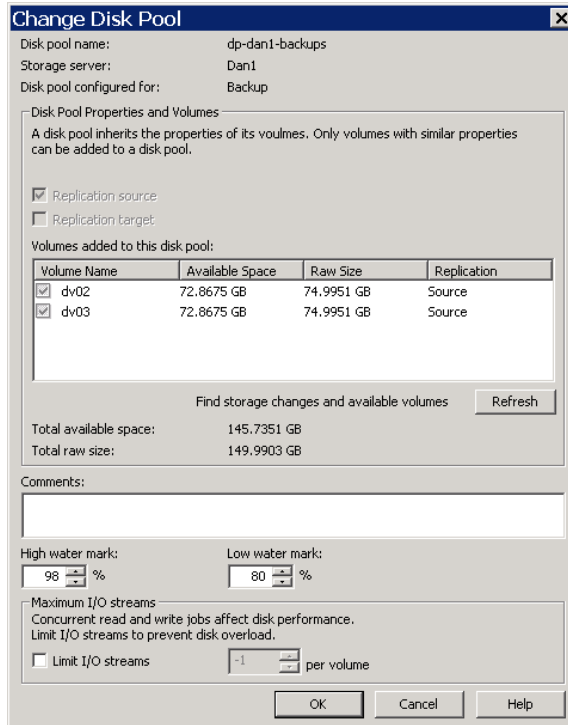 Change Disk Pool
Disk pool name: dp-dan1-backups
Storage server: Dan1
Disk pool configured for: Backup
Disk Pool Properties and Volumes
A disk pool inherits the properties of its voulmes. Only volumes with similar properties
can be added to a disk pool.
Replication source
Replication target
Volumes added to this disk pool:
Volume Name Available Space Raw Size Replication
dv02 72.8675 GB 74.9951 GB Source
dv03 72.8675 GB 74.9951 GB Source
Find storage changes and available volumes Refresh
Total available space: 145.7351 GB
Total raw size: 149.9903 GB
Comments:
High water mark: Low water mark:
98 % 80 %
Maximum I/O streams
Concurrent read and write jobs affect disk performance.
Limit I/O streams to prevent disk overload.
Limit I/O streams -1 per volume
OK Cancel Help